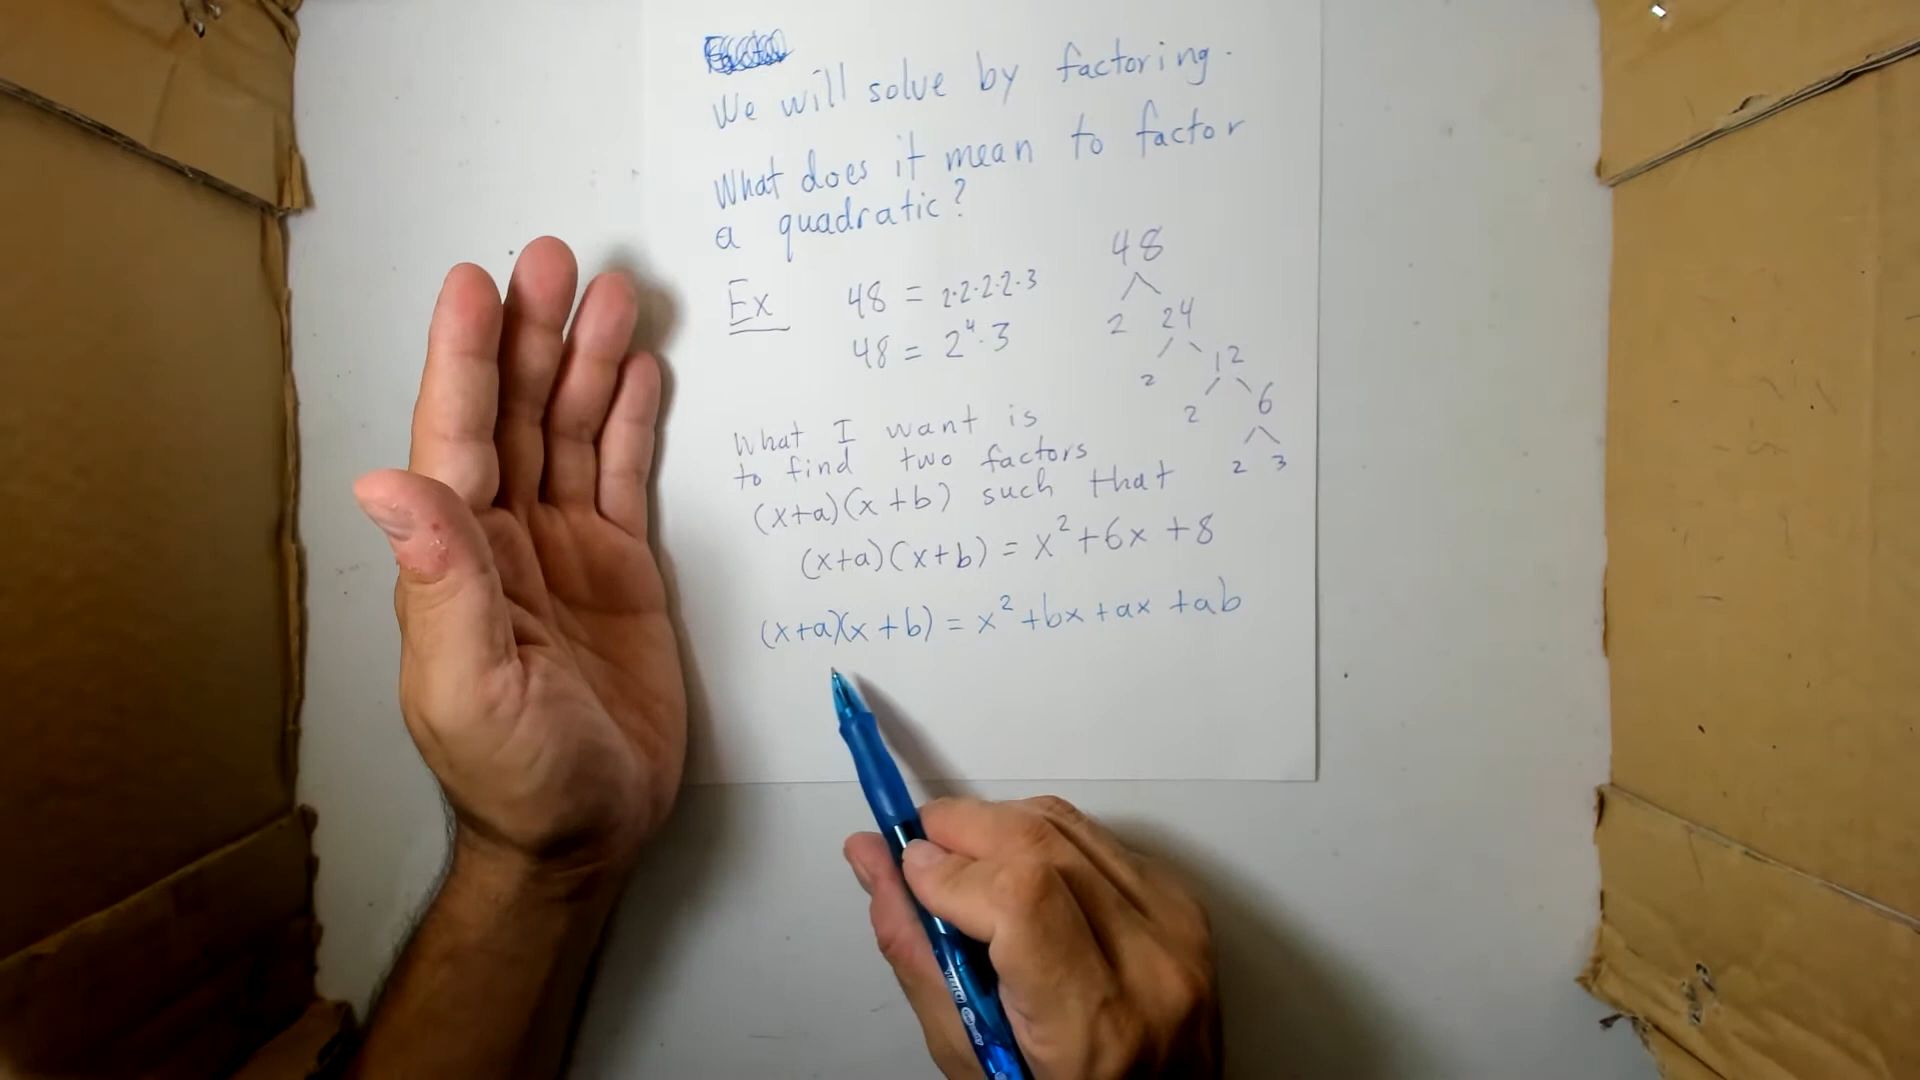 We will solve by factoring.
What does it mean to factor
a quadratic?
Ex
48 = 2·2·2·2·3
48 = 2⁴·3
48
2 24
2 12
2 6
2 3
What I want is
to find two factors
(x+a)(x+b) such that
(x+a)(x+b) = x²+6x+8
(x+a)(x+b) = x²+bx+ax+ab